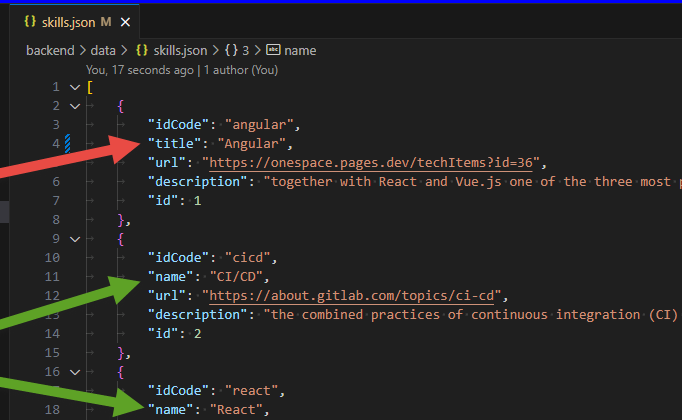 {} skills.json M ×
backend > data > {} skills.json > {} 3 > abc name
You, 17 seconds ago | 1 author (You)
1 [
2 {
3 "idCode": "angular",
4 "title": "Angular",
5 "url": "https://onespace.pages.dev/techItems?id=36",
6 "description": "together with React and Vue.js one of the three most p
7 "id": 1
8 },
9 {
10 "idCode": "cicd",
11 "name": "CI/CD",
12 "url": "https://about.gitlab.com/topics/ci-cd",
13 "description": "the combined practices of continuous integration (CI)
14 "id": 2
15 },
16 {
"idCode": "react",
18 "name": "React",